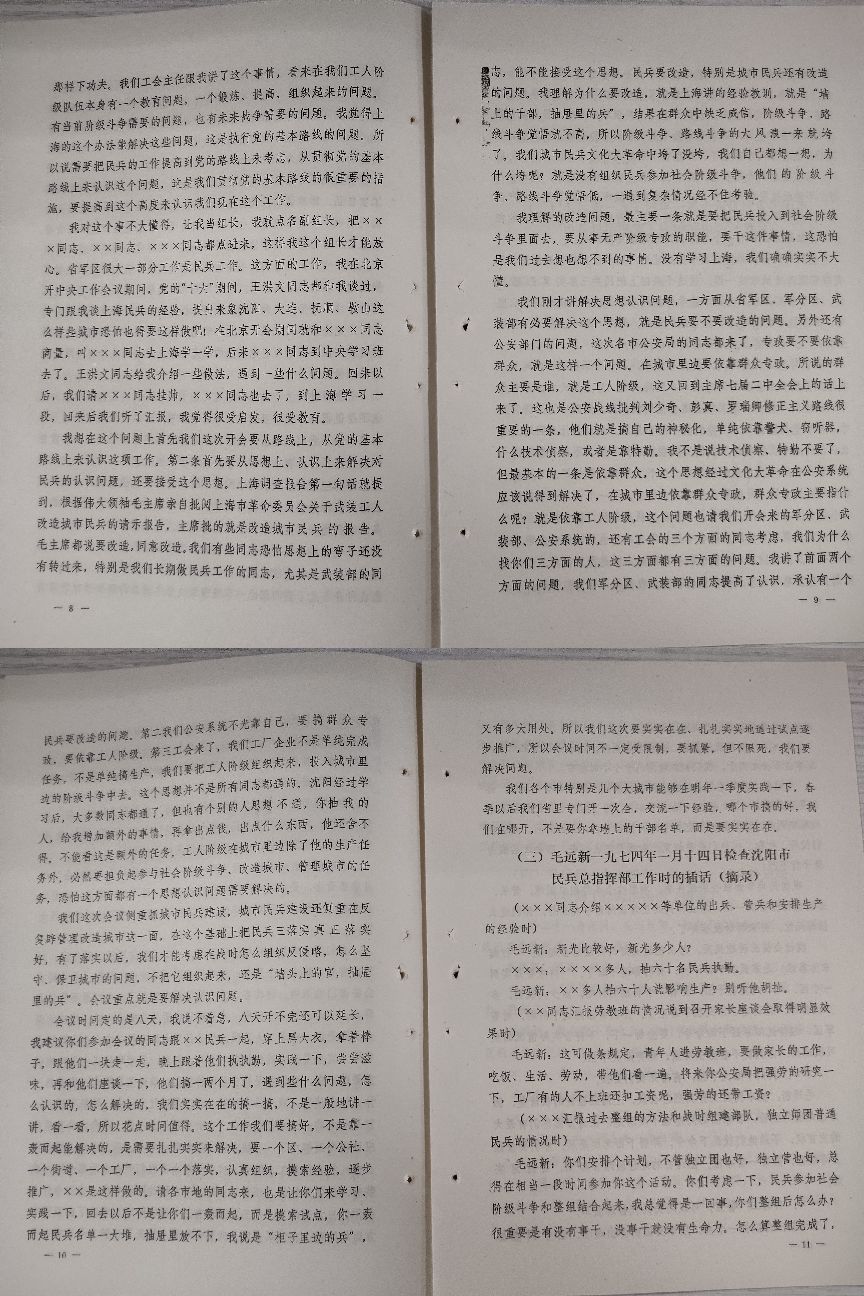 那样下功夫。我们工会主任跟我讲了这个事情，看来在我们工人阶
级队伍本身有一个教育问题，一个锻炼、提高、组织起来的问题。
有当前阶级斗争需要的问题，也有未来战争需要的问题。我觉得上
海的这个办法能解决这些问题，这是执行党的基本路线的问题。所
以说需要把民兵的工作提高到党的路线上来考虑，从贯彻党的基本
路线上来认识这个问题，这是我们贯彻党的基本路线的很重要的措
施，要提高到这个高度来认识我们现在这个工作。
我对这个事不大懂得，让我当组长，我就点名副组长，把××
×同志、××同志、×××同志都点进来，这样我这个组长才能放
心。省军区很大一部分工作是民兵工作。这方面的工作，我在北京
开中央工作会议期间，党的“十大”期间，王洪文同志都和我谈过，
专门跟我谈上海民兵的经验，谈到来象沈阳、大连、抚顺、鞍山这
么样些城市恐怕也得要这样做吧！在北京开会期间就和×××同志
商量，叫×××同志去上海学一学，后来×××同志到中央学习班
去了。王洪文同志给我介绍一些做法，遇到一些什么问题。回来以
后，我们请×××同志挂帅，×××同志也去了，到上海学习一
段，回来后我们听了汇报，我觉得很受启发，很受教育。
我想在这个问题上首先我们这次开会要从路线上，从党的基本
路线上来认识这项工作。第二条首先要从思想上、认识上来解决对
民兵的认识问题，还要接受这个思想。上海调查报告第一句话就提
到，根据伟大领袖毛主席亲自批阅上海市革命委员会关于武装工人
改造城市民兵的请示报告，主席批的就是改造城市民兵的报告。
毛主席都说要改造，同意改造，我们有些同志恐怕思想上的弯子还没
有转过来，特别是我们长期做民兵工作的同志，尤其是武装部的同
— 8 —
志，能不能接受这个思想。民兵要改造，特别是城市民兵还有改造
的问题。我理解为什么要改造，就是上海讲的经验教训，就是“墙
上的干部，抽屉里的兵”，结果在群众中缺乏威信，阶级斗争、路
线斗争觉悟就不高，所以阶级斗争、路线斗争的大风浪一来就垮
了。我们城市民兵文化大革命中垮了没垮，我们自己都想一想，为
什么垮呢？就是没有组织民兵参加社会阶级斗争，他们的阶级斗
争、路线斗争觉悟低，一遇到复杂情况经不住考验。
我理解的改造问题，最主要一条就是要把民兵投入到社会阶级
斗争里面去，要从事无产阶级专政的职能，要干这件事情，这恐怕
是我们过去想也想不到的事情。没有学习上海，我们确确实实不大
懂。
我们刚才讲解决思想认识问题，一方面从省军区、军分区、武
装部有必要解决这个思想，就是民兵要不要改造的问题。另外还有
公安部门的问题，这次各市公安局的同志都来了，专政要不要依靠
群众，就是这样一个问题。在城市里边要依靠群众专政。所说的群
众主要是谁，就是工人阶级，这又回到主席七届二中全会上的话上
来了。这也是公安战线批判刘少奇、彭真、罗瑞卿修正主义路线很
重要的一条，他们就是搞自己的神秘化，单纯依靠警犬、窃听器，
什么技术侦察，或者是靠特勤。我不是说技术侦察、特勤不要了，
但最基本的一条是依靠群众，这个思想经过文化大革命在公安系统
应该说得到解决了，在城市里边依靠群众专政，群众专政主要指什
么呢？就是依靠工人阶级，这个问题也请我们开会来的军分区、武
装部、公安系统的，还有工会的三个方面的同志考虑，我们为什么
找你们三方面的人，这三方面都有三方面的问题。我讲了前面两个
方面的问题，我们军分区、武装部的同志提高了认识，承认有一个
— 9 —
民兵要改造的问题。第二我们公安系统不光靠自己，要搞群众专
政，要依靠工人阶级。第三工会来了，我们工厂企业不是单纯完成
任务，不是单纯搞生产，我们要把工人阶级组织起来，投入城市里
边的阶级斗争中去。这个思想并不是所有同志都通的，沈阳经过学
习后，大多数同志都通了，但也有个别的人思想不通，你抽我的
人，给我增加额外的事情，再拿出点钱，出点什么东西，他还舍不
得。不能看这是额外的任务，工人阶级在城市里边除了他的生产任
务外，必然要担负起参与社会阶级斗争、改造城市、管理城市的任
务，恐怕这方面都有一个思想认识问题需要解决的。
我们这次会议侧重抓城市民兵建设，城市民兵建设还侧重在反
复辟管理改造城市这一面，在这个基础上把民兵三落实真正落实
好，有了落实以后，我们才能考虑在战时怎么组织反侵略，怎么坚
守、保卫城市的问题，不把它组织起来，还是“墙头上的官，抽屉
里的兵”。会议重点就是要解决认识问题。
会议时间定的是八天，我说不着急，八天开不完还可以延长，
我建议你们参加会议的同志跟××民兵一起，穿上黑大衣，拿着棒
子，跟他们一块走一走，晚上跟着他们执执勤，实践一下，尝尝滋
味，再和他们座谈一下，他们搞一两个月了，遇到些什么问题，怎
么认识的，怎么解决的，我们实实在在的搞一搞，不是一般地讲一
讲，看一看，所以花点时间值得。这个工作我们要搞好，不是靠一
轰而起能解决的，是需要扎扎实实来解决，要一个区、一个公社、
一个街道、一个工厂，一个一个落实，认真组织，摸索经验，逐步
推广，××是这样做的。请各市地的同志来，也是让你们来学习、
实践一下，回去以后不是让你们一轰而起，而是摸索试点，你一轰
而起民兵名单一大堆，抽屉里放不下，我说是“柜子里边的兵”，
— 10 —
又有多大用处。所以我们这次要实实在在、扎扎实实地通过试点逐
步推广，所以会议时间不一定受限制，要抓紧，但不限死，我们要
解决问题。
我们各个市特别是几个大城市能够在明年一季度实践一下，春
季以后我们省里专门开一次会，交流一下经验，哪个市搞的好，我
们在哪开，不是要你拿墙上的干部名单，而是要实实在在。
（二）毛远新一九七四年一月十四日检查沈阳市
民兵总指挥部工作时的插话（摘录）
（×××同志介绍×××××等单位的出兵、管兵和安排生产
的经验时）
毛远新：新光比较好，新光多少人？
×××：××××多人，抽六十名民兵执勤。
毛远新：××多人抽六十人能影响生产？别听他胡扯。
（××同志汇报劳教班的情况说到召开家长座谈会取得明显效
果时）
毛远新：这可做条规定，青年人进劳教班，要做家长的工作，
吃饭、生活、劳动，带他们看一遍，将来你公安局把强劳的研究一
下，工厂有的人不上班还扣工资呢，强劳的还带工资？
（×××汇报过去整组的方法和战时组建部队，独立师团普通
民兵的情况时）
毛远新：你们安排个计划，不管独立团也好，独立营也好，总
得在相当一段时间参加你这个活动。你们考虑一下，民兵参加社会
阶级斗争和整组结合起来，我总觉得是一回事，你们整组后怎么办？
很重要是有没有事干，没事干就没有生命力。怎么算整组完成了，
— 11 —